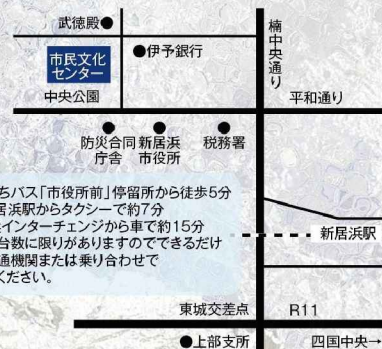 武徳殿
市民文化
センター
伊予銀行
楠中央通り
中央公園
平和通り
防災合同
庁舎
新居浜
市役所
税務署
ちバス「市役所前」停留所から徒歩5分
居浜駅からタクシーで約7分
インターチェンジから車で約15分
台数に限りがありますのでできるだけ
通機関または乗り合わせで
ください。
新居浜駅
東城交差点
R11
上部支所
四国中央→